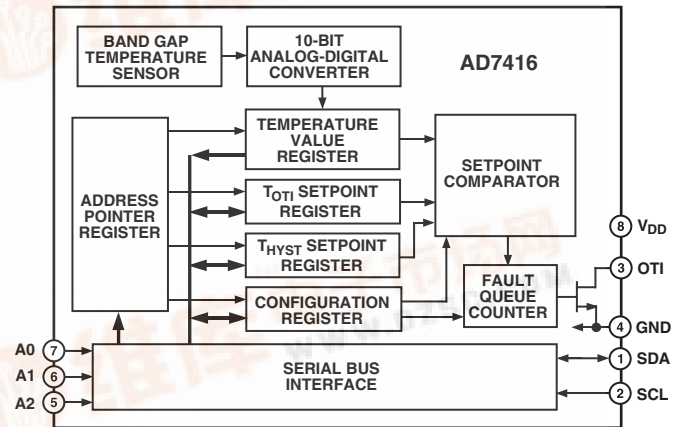 BAND GAP
TEMPERATURE
SENSOR
10-BIT
ANALOG-DIGITAL
CONVERTER
AD7416
ADDRESS
POINTER
REGISTER
TEMPERATURE
VALUE
REGISTER
TOTI SETPOINT
REGISTER
THYST SETPOINT
REGISTER
CONFIGURATION
REGISTER
SETPOINT
COMPARATOR
FAULT
QUEUE
COUNTER
8 VDD
3 OTI
4 GND
1 SDA
2 SCL
A0 7
A1 6
A2 5
SERIAL BUS
INTERFACE